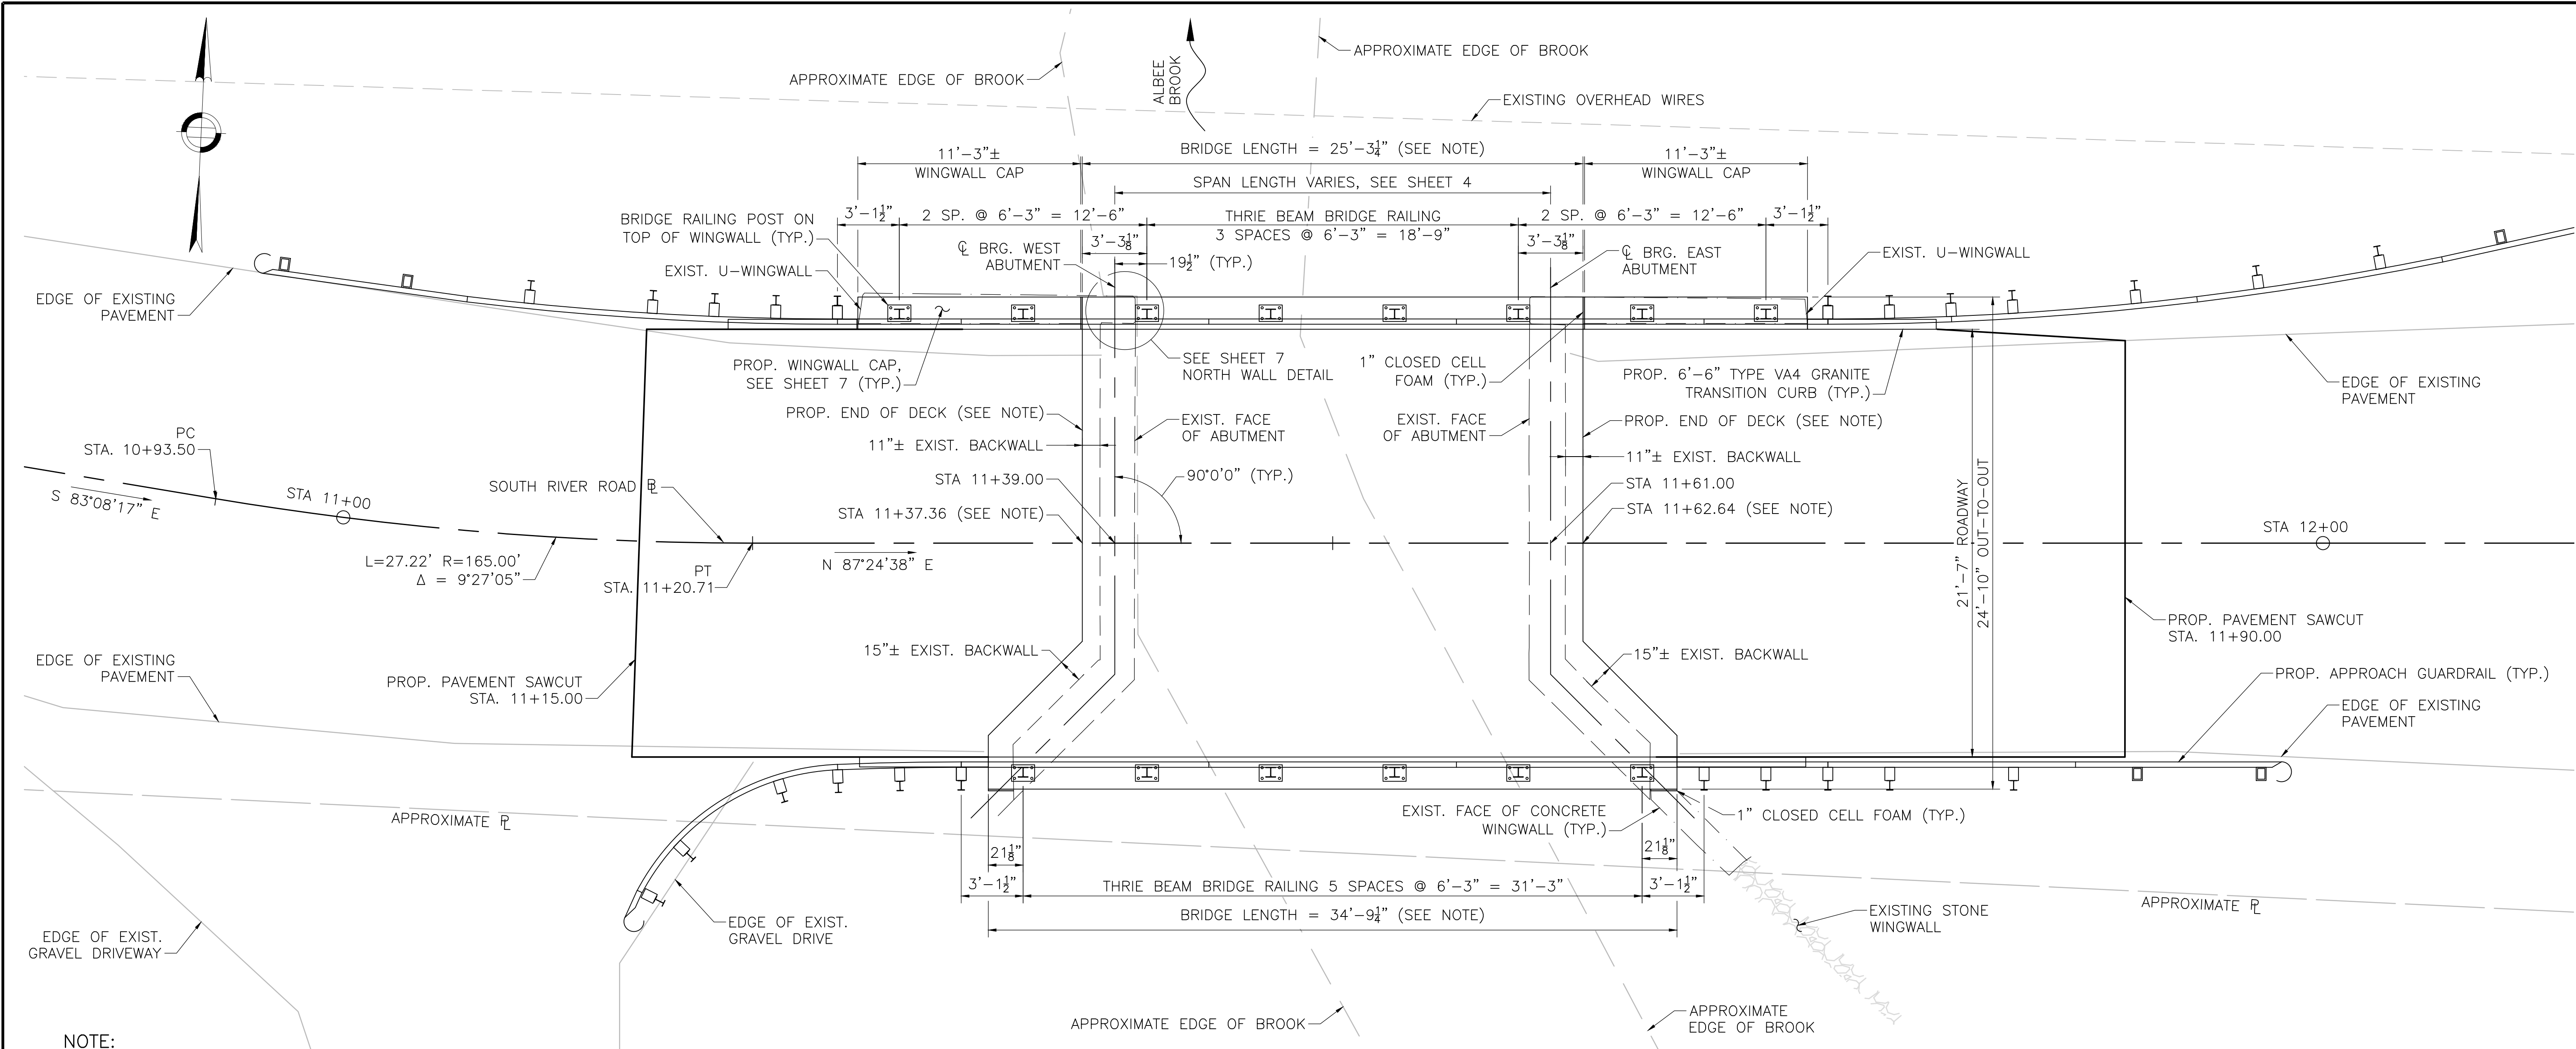 APPROXIMATE EDGE OF BROOK
APPROXIMATE EDGE OF BROOK
ALBEE
BROOK
EXISTING OVERHEAD WIRES
11'-3"±
WINGWALL CAP
BRIDGE LENGTH = 25'-3¼" (SEE NOTE)
11'-3"±
WINGWALL CAP
SPAN LENGTH VARIES, SEE SHEET 4
BRIDGE RAILING POST ON
TOP OF WINGWALL (TYP.)
3'-1½"
2 SP. @ 6'-3" = 12'-6"
THRIE BEAM BRIDGE RAILING
3 SPACES @ 6'-3" = 18'-9"
2 SP. @ 6'-3" = 12'-6"
3'-1½"
3'-3⅛"
3'-3⅛"
℄ BRG. WEST
ABUTMENT
19½" (TYP.)
℄ BRG. EAST
ABUTMENT
EXIST. U-WINGWALL
EXIST. U-WINGWALL
EDGE OF EXISTING
PAVEMENT
PROP. WINGWALL CAP,
SEE SHEET 7 (TYP.)
SEE SHEET 7
NORTH WALL DETAIL
1" CLOSED CELL
FOAM (TYP.)
PROP. 6'-6" TYPE VA4 GRANITE
TRANSITION CURB (TYP.)
EDGE OF EXISTING
PAVEMENT
PROP. END OF DECK (SEE NOTE)
EXIST. FACE
OF ABUTMENT
EXIST. FACE
OF ABUTMENT
PROP. END OF DECK (SEE NOTE)
PC
STA. 10+93.50
11"± EXIST. BACKWALL
11"± EXIST. BACKWALL
S 83°08'17" E
STA 11+00
SOUTH RIVER ROAD BL
STA 11+39.00
90°0'0" (TYP.)
STA 11+61.00
STA 11+37.36 (SEE NOTE)
STA 11+62.64 (SEE NOTE)
21'-7" ROADWAY
24'-10" OUT-TO-OUT
STA 12+00
L=27.22' R=165.00'
Δ = 9°27'05"
PT
STA. 11+20.71
N 87°24'38" E
PROP. PAVEMENT SAWCUT
STA. 11+90.00
15"± EXIST. BACKWALL
15"± EXIST. BACKWALL
EDGE OF EXISTING
PAVEMENT
PROP. PAVEMENT SAWCUT
STA. 11+15.00
PROP. APPROACH GUARDRAIL (TYP.)
EDGE OF EXISTING
PAVEMENT
APPROXIMATE PL
EXIST. FACE OF CONCRETE
WINGWALL (TYP.)
1" CLOSED CELL FOAM (TYP.)
21⅛"
21⅛"
3'-1½"
THRIE BEAM BRIDGE RAILING 5 SPACES @ 6'-3" = 31'-3"
3'-1½"
BRIDGE LENGTH = 34'-9¼" (SEE NOTE)
APPROXIMATE PL
EDGE OF EXIST.
GRAVEL DRIVEWAY
EDGE OF EXIST.
GRAVEL DRIVE
EXISTING STONE
WINGWALL
APPROXIMATE EDGE OF BROOK
APPROXIMATE
EDGE OF BROOK
NOTE: